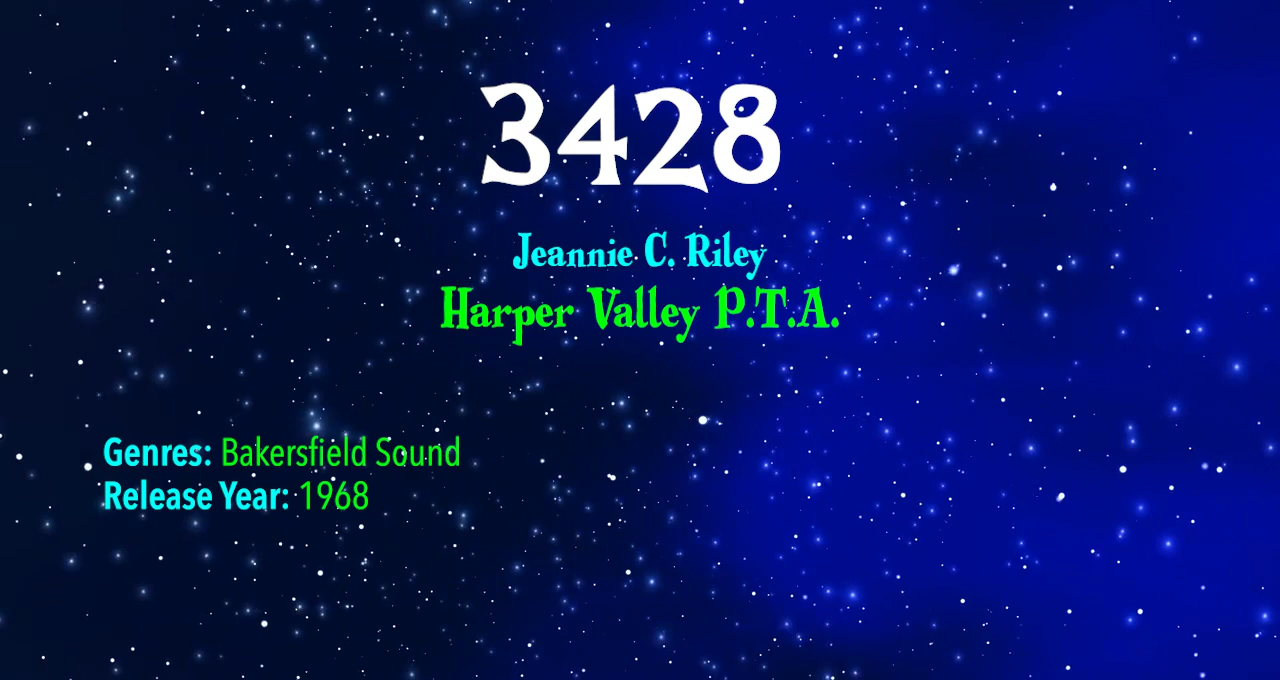 3428
Jeannie C. Riley
Harper Valley P.T.A.
Genres: Bakersfield Sound
Release Year: 1968